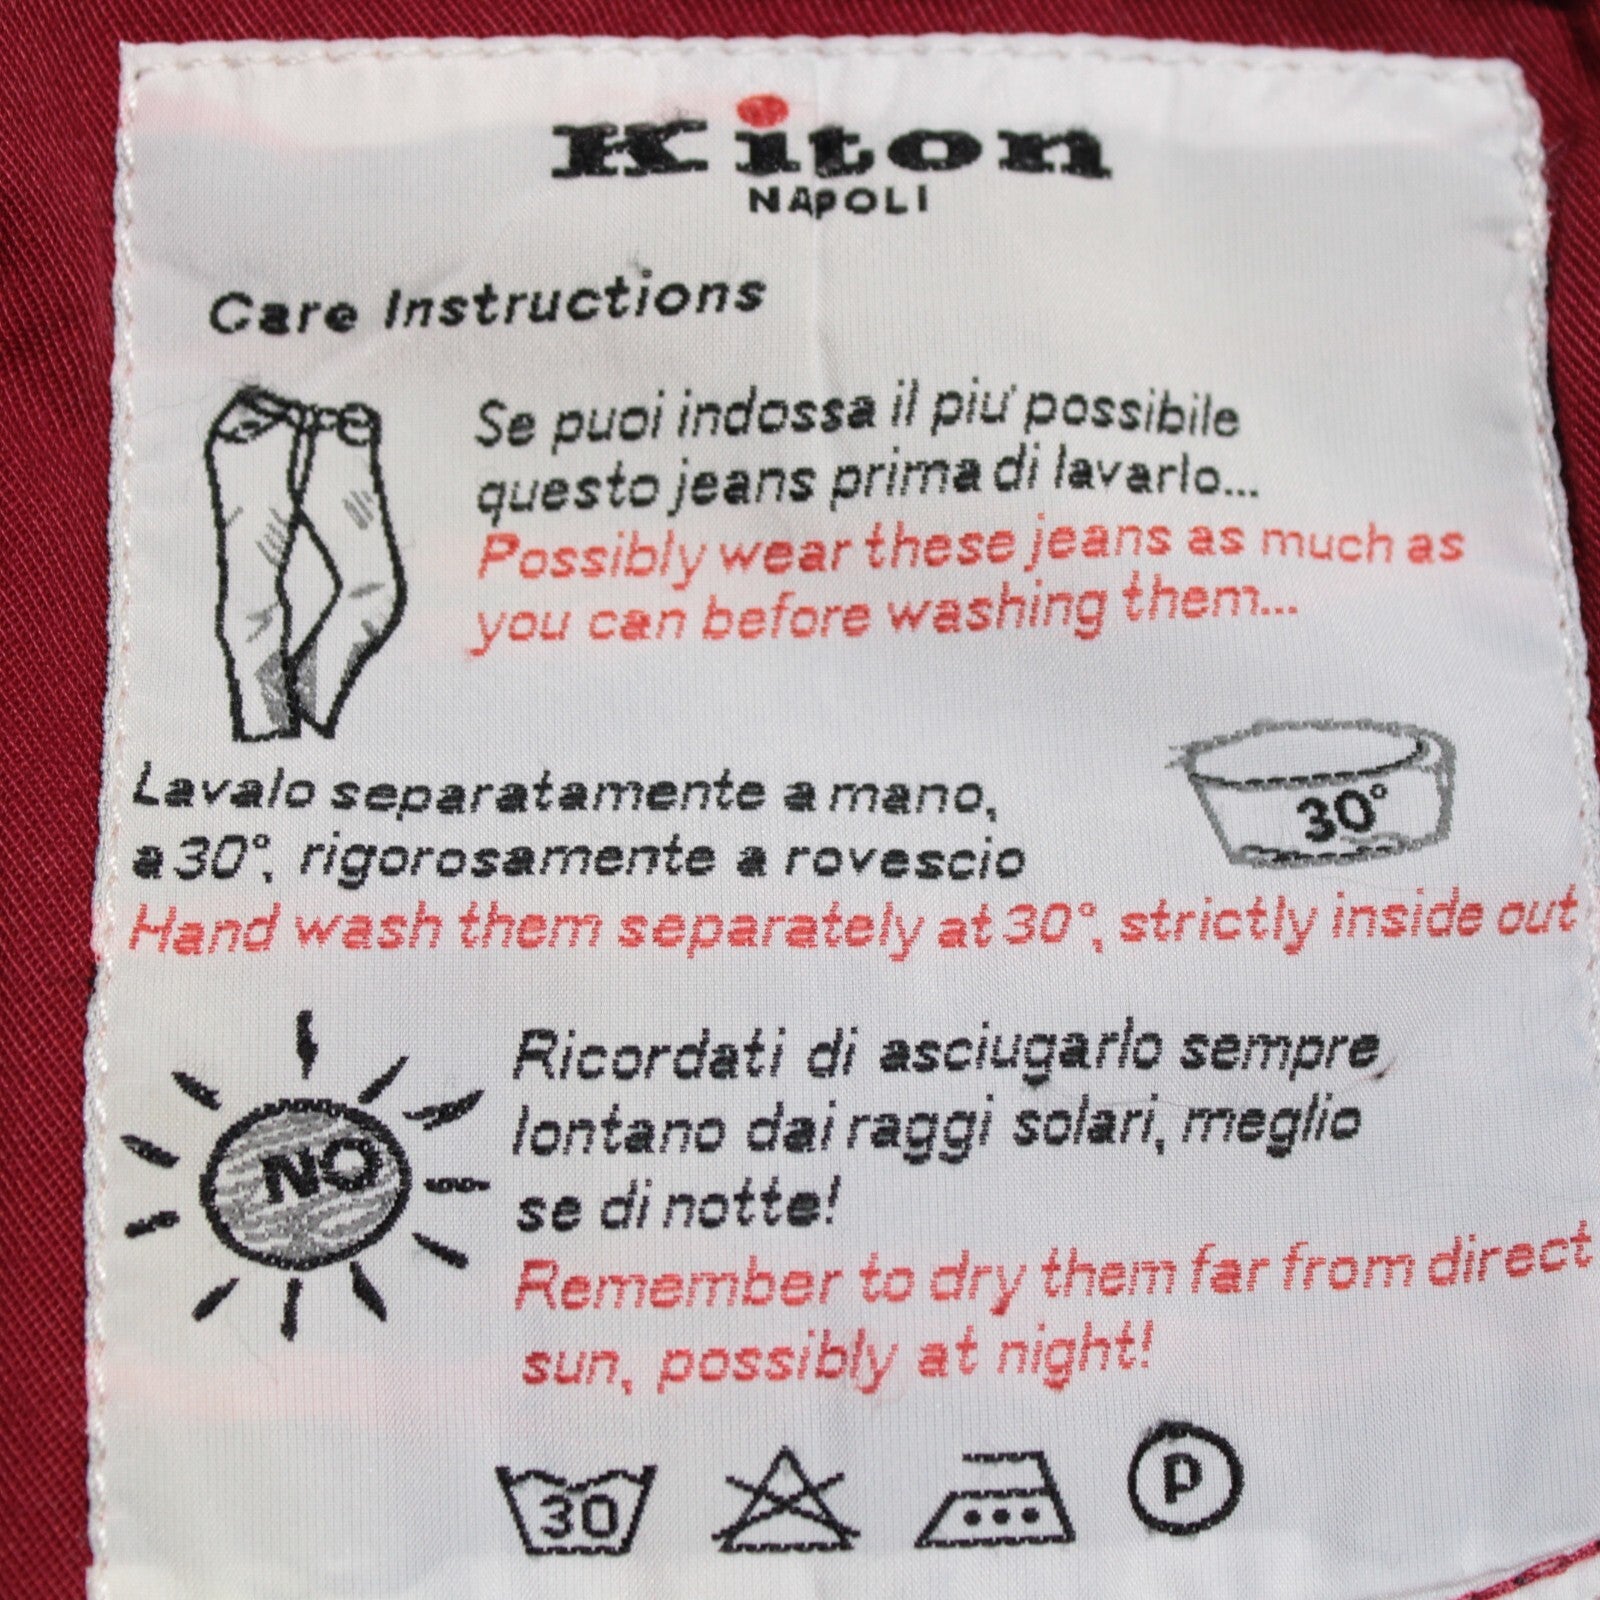 Kiton
NAPOLI
Care Instructions
Se puoi indossa il piu' possibile
questo jeans prima di lavarlo...
Possibly wear these jeans as much as
you can before washing them...
30°
Lavalo separatamente a mano,
a 30°, rigorosamente a rovescio
Hand wash them separately at 30°, strictly inside out
NO
Ricordati di asciugarlo sempre
lontano dai raggi solari, meglio
se di notte!
Remember to dry them far from direct
sun, possibly at night!
30
P